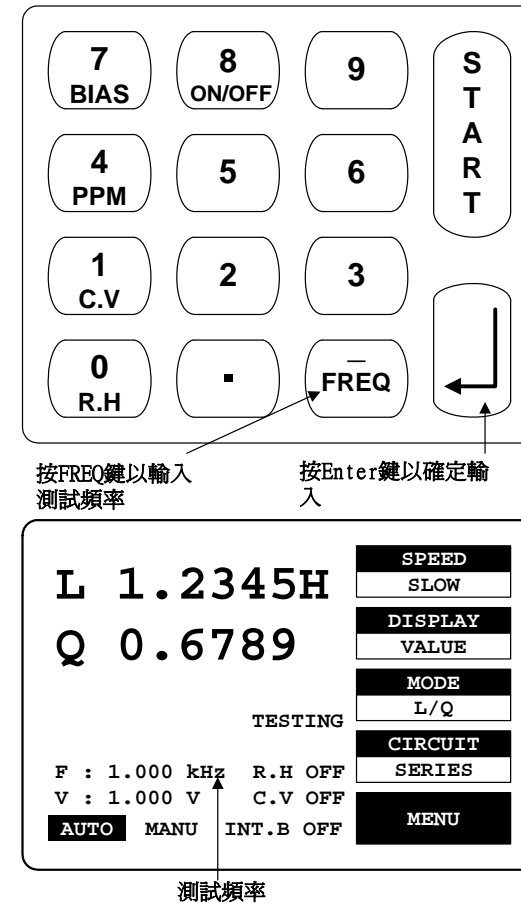 7 8 9
BIAS ON/OFF
START
4 5 6
PPM
1 2 3
C.V
0 . —
R.H FREQ
按FREQ鍵以輸入
測試頻率
按Enter鍵以確定輸
入
L 1.2345H
Q 0.6789
TESTING
F : 1.000 kHz R.H OFF
V : 1.000 V C.V OFF
AUTO MANU INT.B OFF
SPEED
SLOW
DISPLAY
VALUE
MODE
L/Q
CIRCUIT
SERIES
MENU
測試頻率